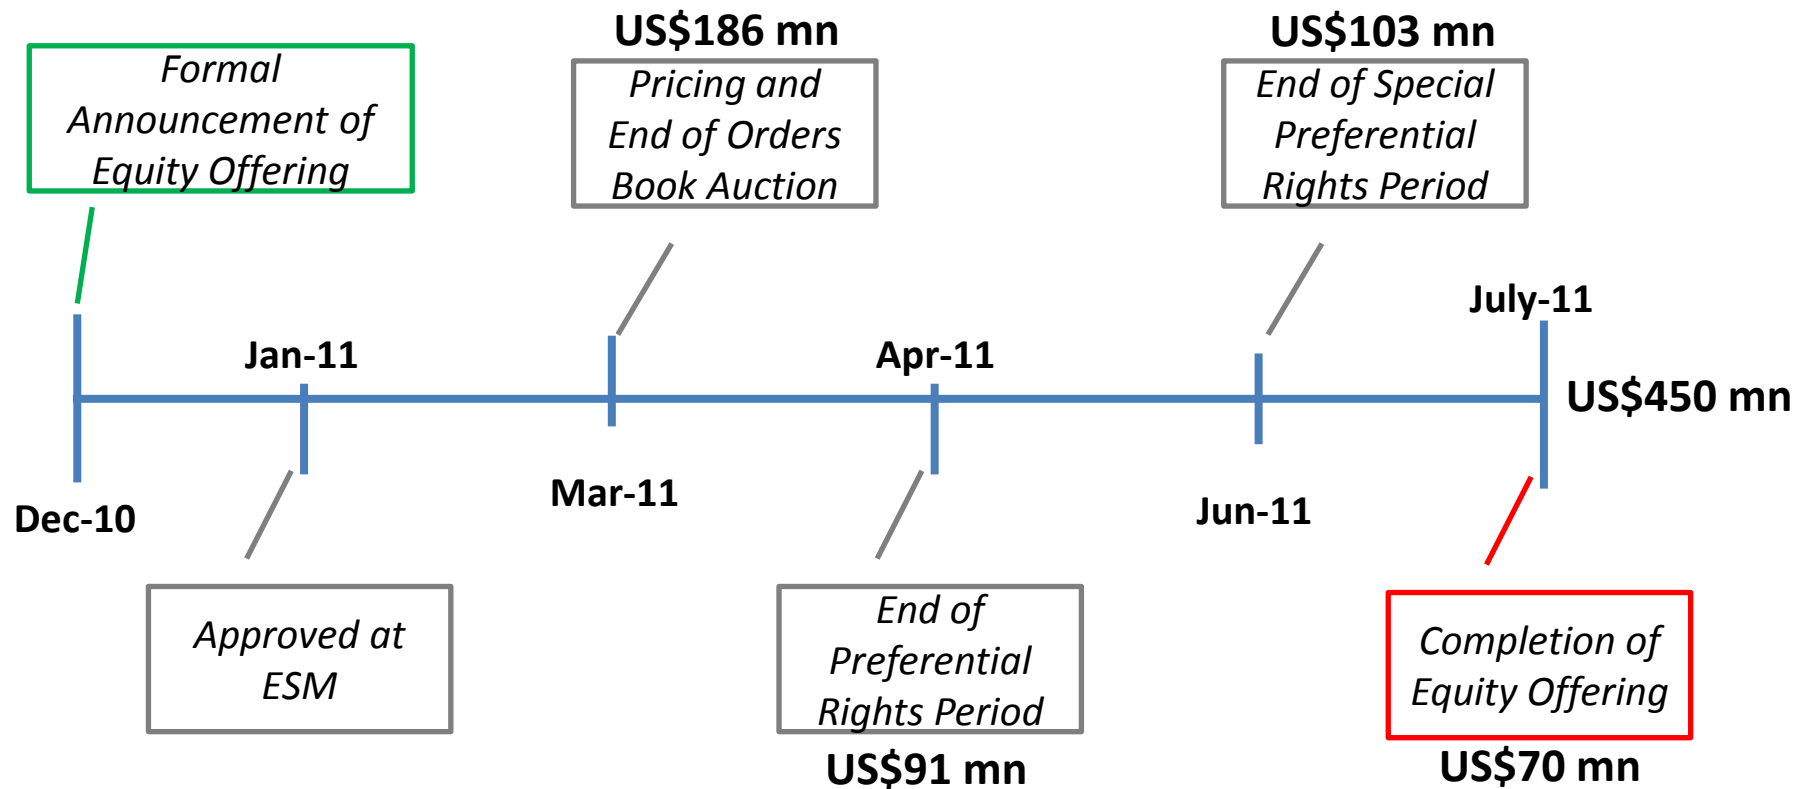 US$186 mn
US$103 mn
Formal
Announcement of
Equity Offering
Pricing and
End of Orders
Book Auction
End of Special
Preferential
Rights Period
July-11
Jan-11
Apr-11
US$450 mn
Mar-11
Jun-11
Dec-10
Approved at
ESM
End of
Preferential
Rights Period
Completion of
Equity Offering
US$91 mn
US$70 mn